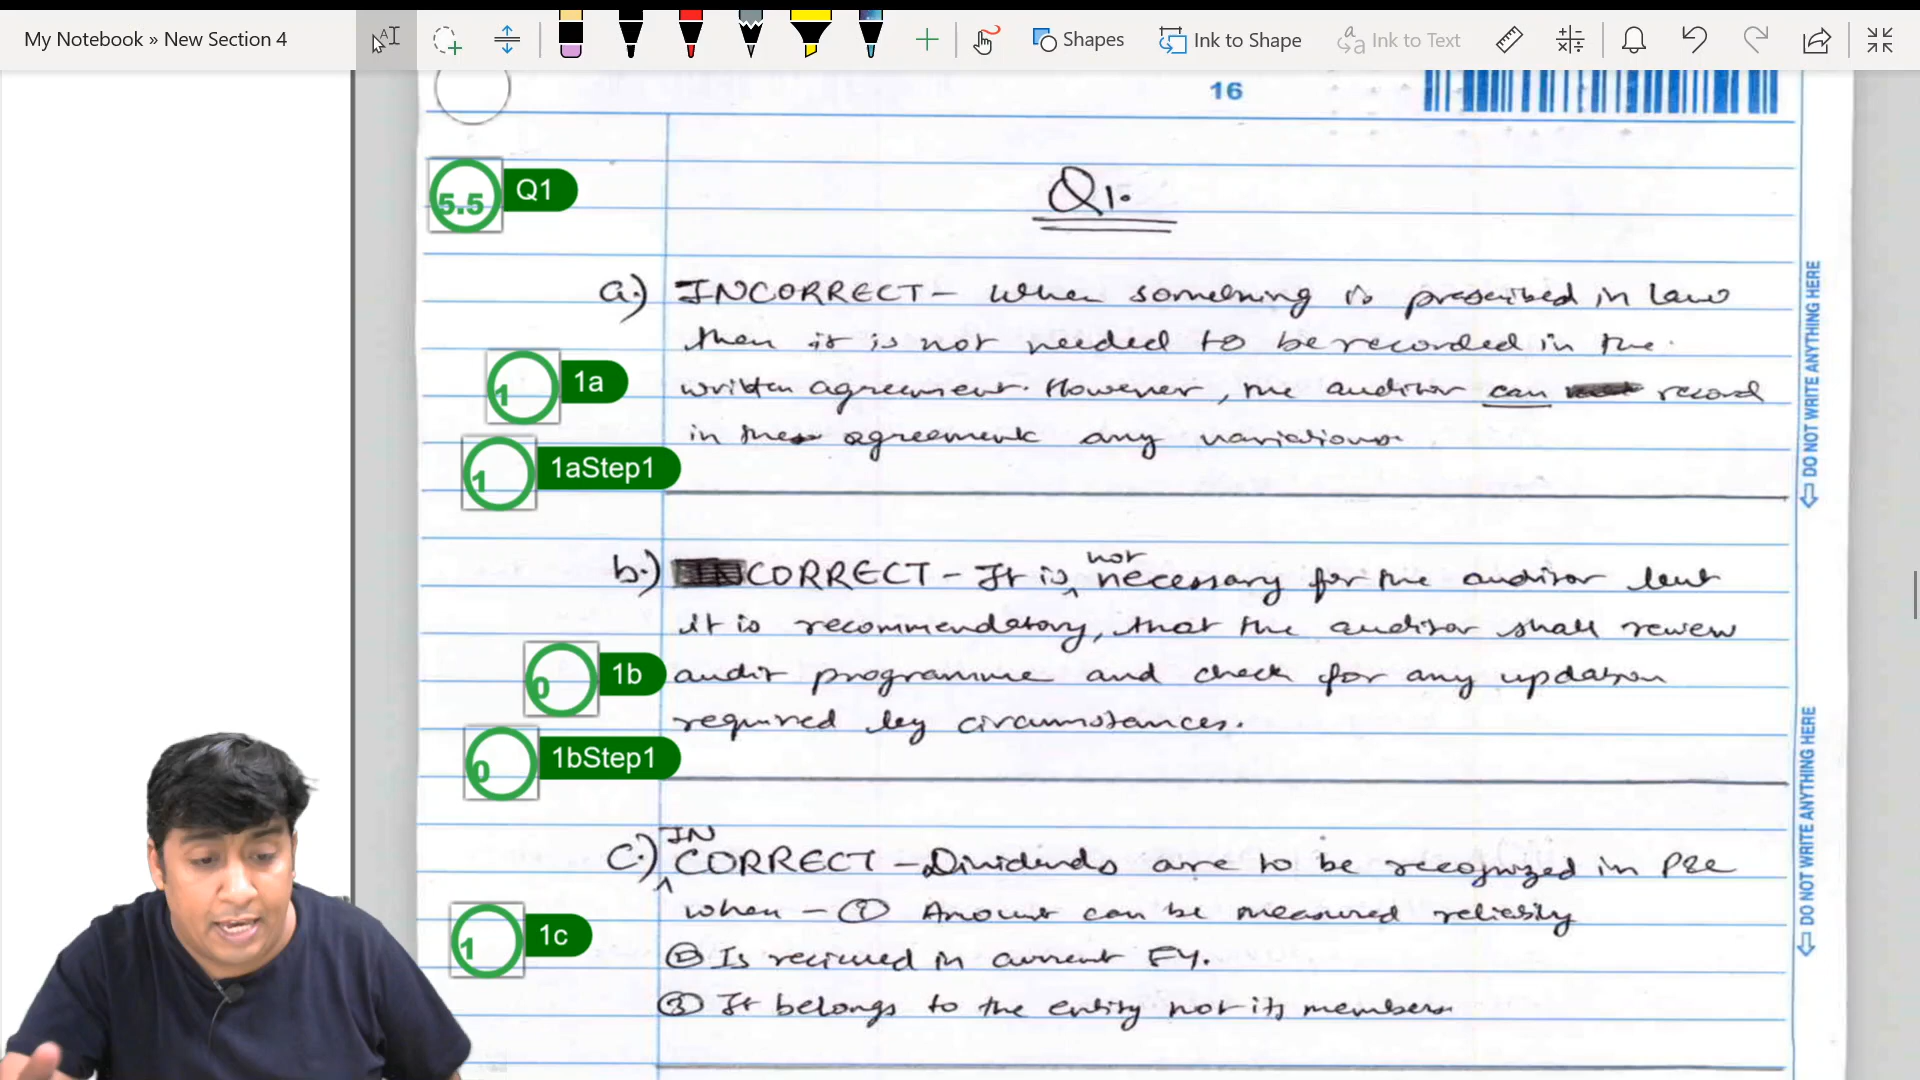 My Notebook » New Section 4
Shapes
Ink to Shape
Ink to Text
16
5.5 Q1
Q1.
a.) INCORRECT - When something is prescribed in law
then it is not needed to be recorded in the
1 1a
written agreement. However, the auditor can record
in the agreement any variations.
1 1aStep1
b.) CORRECT - It is not necessary for the auditor but
it is recommendatory, that the auditor shall review
0 1b
audit programme and check for any updation
required by circumstances.
0 1bStep1
c.) INCORRECT - Dividends are to be recognized in P&L
when - ① Amount can be measured reliably
1 1c
② Is recieved in current FY.
③ It belongs to the entity not its members
DO NOT WRITE ANYTHING HERE
DO NOT WRITE ANYTHING HERE